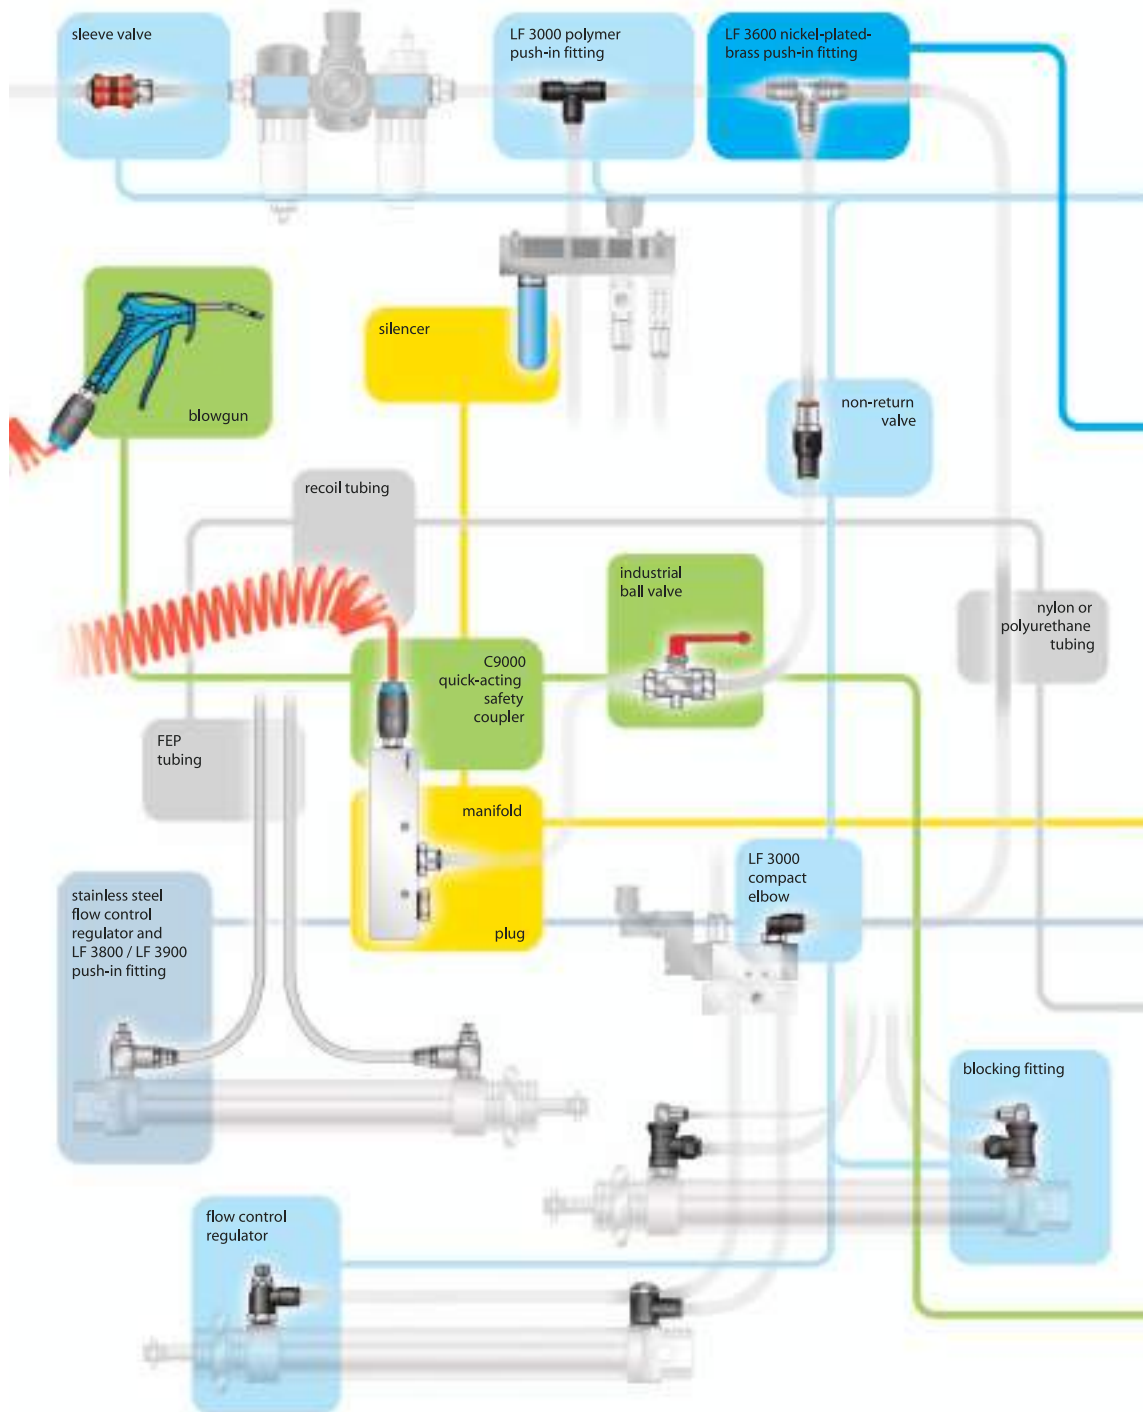 sleeve valve
LF 3000 polymer
push-in fitting
LF 3600 nickel-plated-
brass push-in fitting
silencer
blowgun
non-return
valve
recoil tubing
industrial
ball valve
nylon or
polyurethane
tubing
C9000
quick-acting
safety
coupler
FEP
tubing
manifold
plug
LF 3000
compact
elbow
stainless steel
flow control
regulator and
LF 3800 / LF 3900
push-in fitting
blocking fitting
flow control
regulator